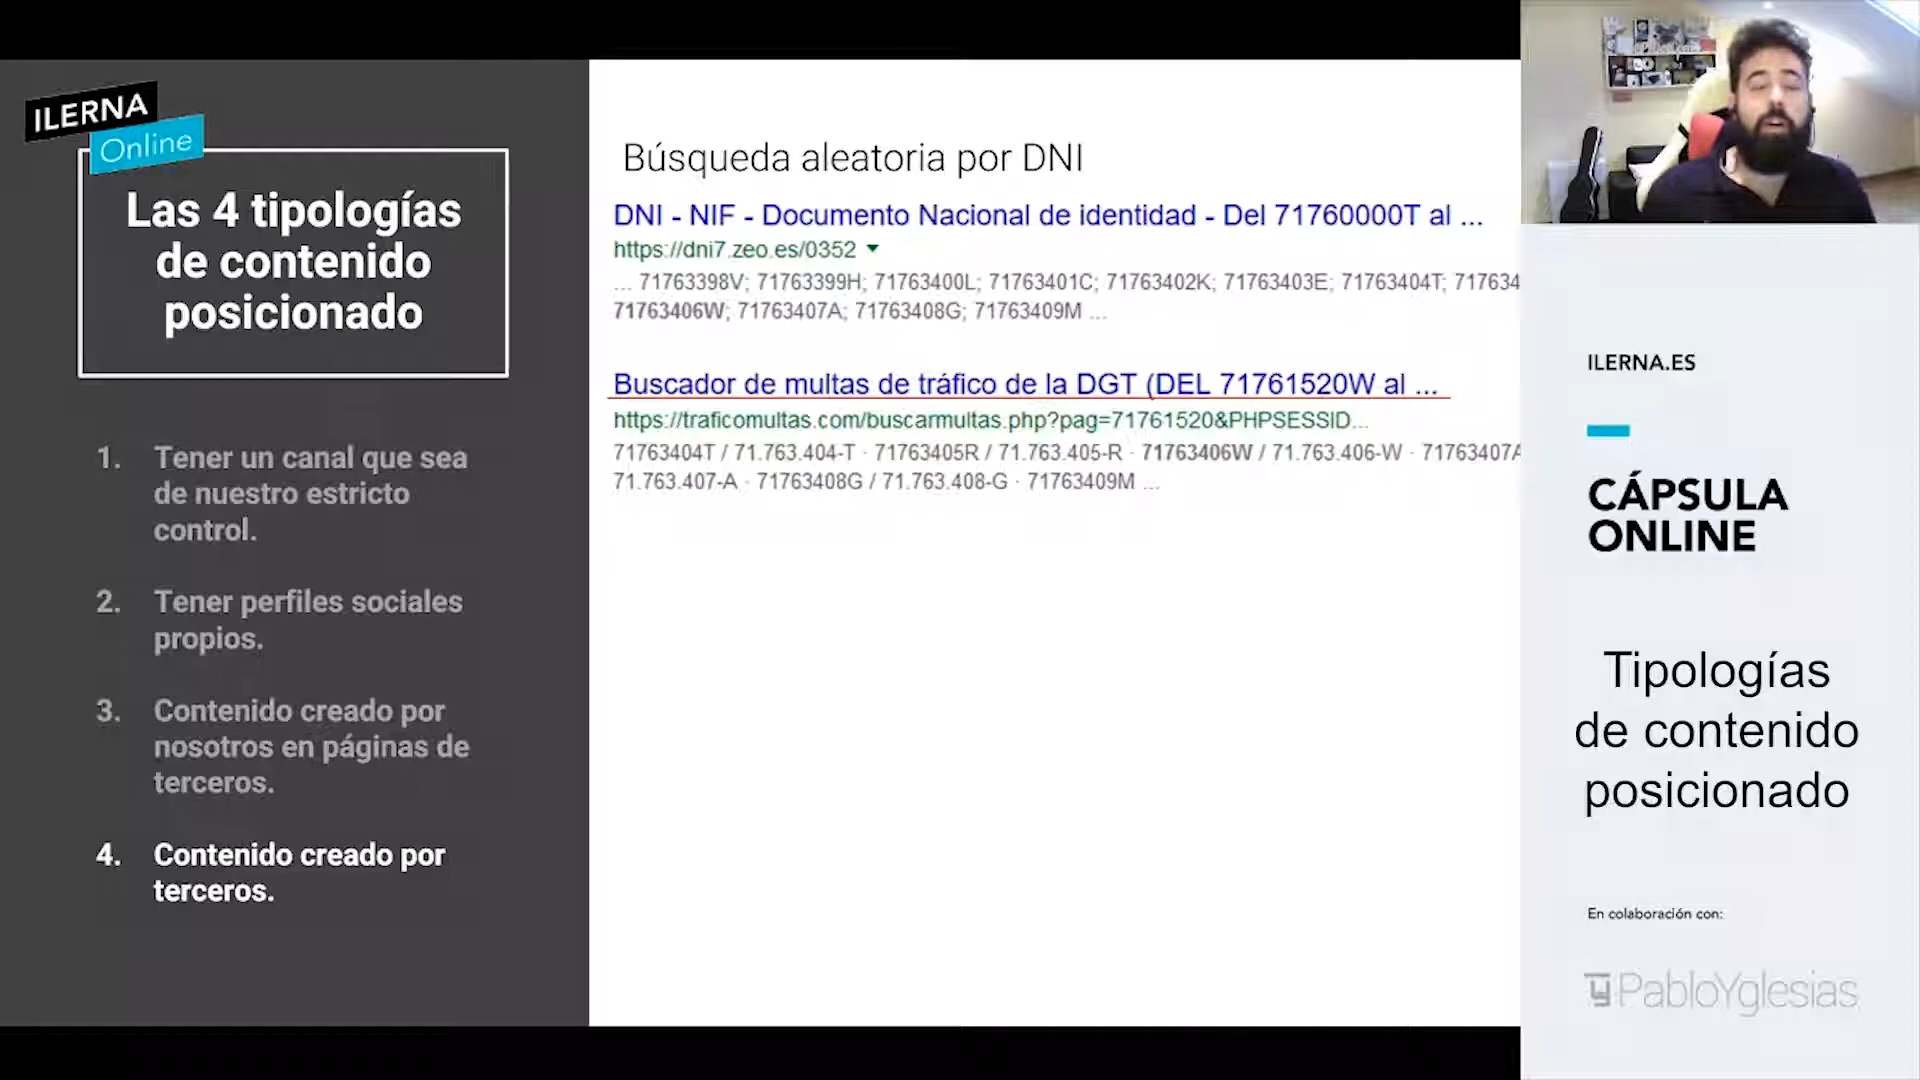 ILERNA
Online
Las 4 tipologías
de contenido
posicionado
1. Tener un canal que sea
de nuestro estricto
control.
2. Tener perfiles sociales
propios.
3. Contenido creado por
nosotros en páginas de
terceros.
4. Contenido creado por
terceros.
Búsqueda aleatoria por DNI
DNI - NIF - Documento Nacional de identidad - Del 71760000T al ...
https://dni7.zeo.es/0352
... 71763398V; 71763399H; 71763400L; 71763401C; 71763402K; 71763403E; 71763404T; 717634
71763406W; 71763407A; 71763408G; 71763409M ...
Buscador de multas de tráfico de la DGT (DEL 71761520W al ...
https://traficomultas.com/buscarmultas.php?pag=71761520&PHPSESSID...
71763404T / 71.763.404-T · 71763405R / 71.763.405-R · 71763406W / 71.763.406-W · 71763407A
71.763.407-A · 71763408G / 71.763.408-G · 71763409M ...
ILERNA.ES
CÁPSULA
ONLINE
Tipologías
de contenido
posicionado
En colaboración con:
PabloYglesias